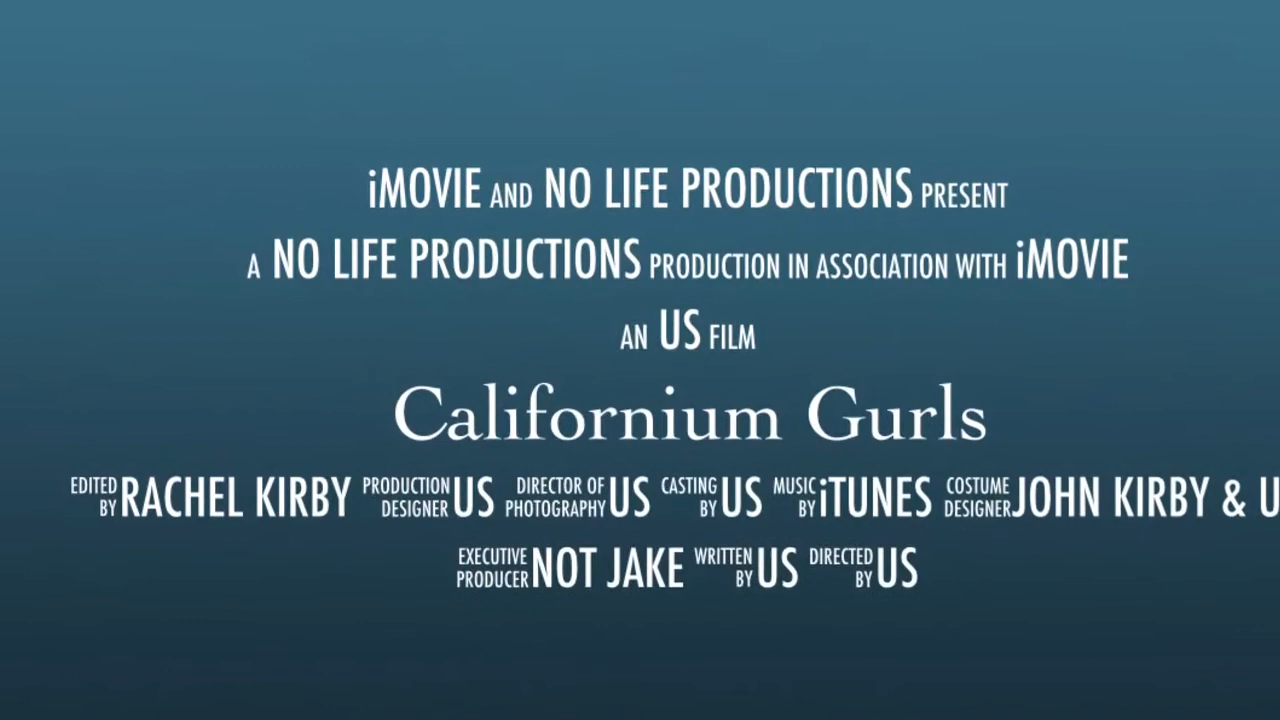 iMOVIE AND NO LIFE PRODUCTIONS PRESENT
A NO LIFE PRODUCTIONS PRODUCTION IN ASSOCIATION WITH iMOVIE
AN US FILM
Californium Gurls
EDITED BY RACHEL KIRBY PRODUCTION DESIGNER US DIRECTOR OF PHOTOGRAPHY US CASTING BY US MUSIC BY iTUNES COSTUME DESIGNER JOHN KIRBY & U
EXECUTIVE PRODUCER NOT JAKE WRITTEN BY US DIRECTED BY US